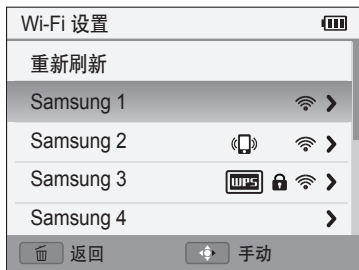 Wi-Fi 设置
重新刷新
Samsung 1
Samsung 2
Samsung 3 WPS
Samsung 4
返回 手动